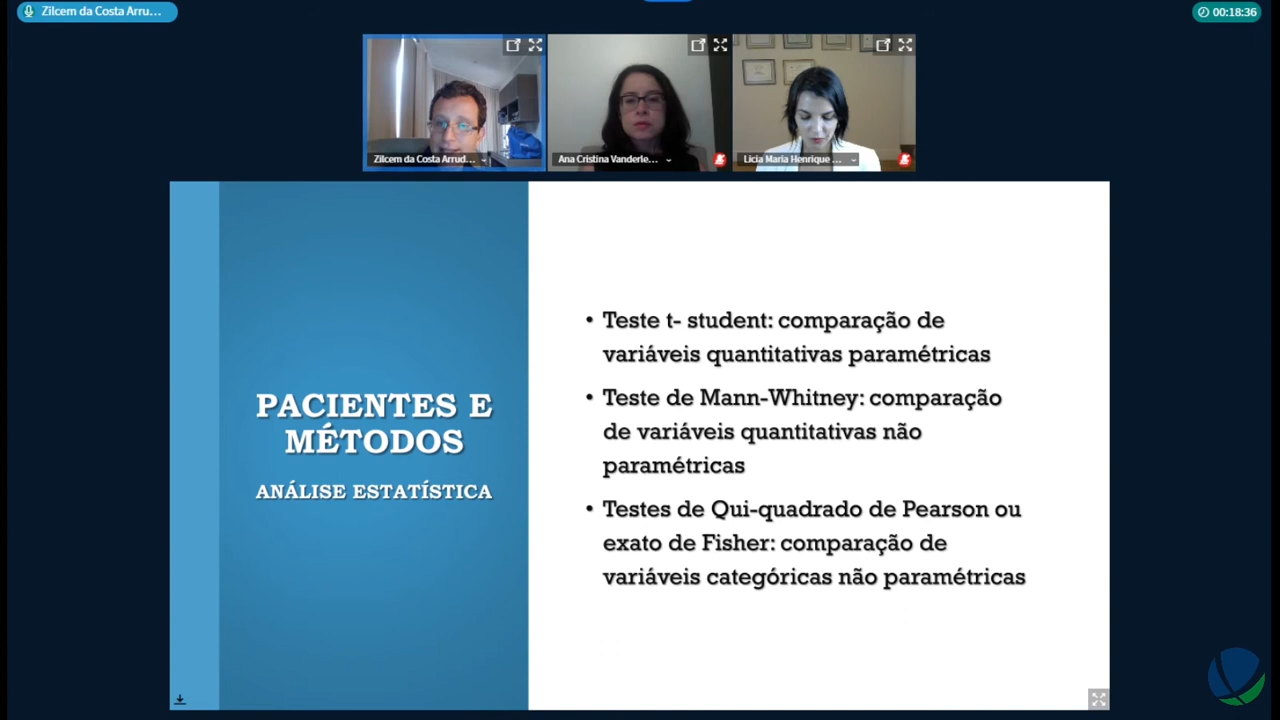 Zilcem da Costa Arru...
00:18:36
Zilcem da Costa Arrud...
Ana Cristina Vanderle...
Licia Maria Henrique ...
PACIENTES E
MÉTODOS
ANÁLISE ESTATÍSTICA
• Teste t- student: comparação de
variáveis quantitativas paramétricas
• Teste de Mann-Whitney: comparação
de variáveis quantitativas não
paramétricas
• Testes de Qui-quadrado de Pearson ou
exato de Fisher: comparação de
variáveis categóricas não paramétricas